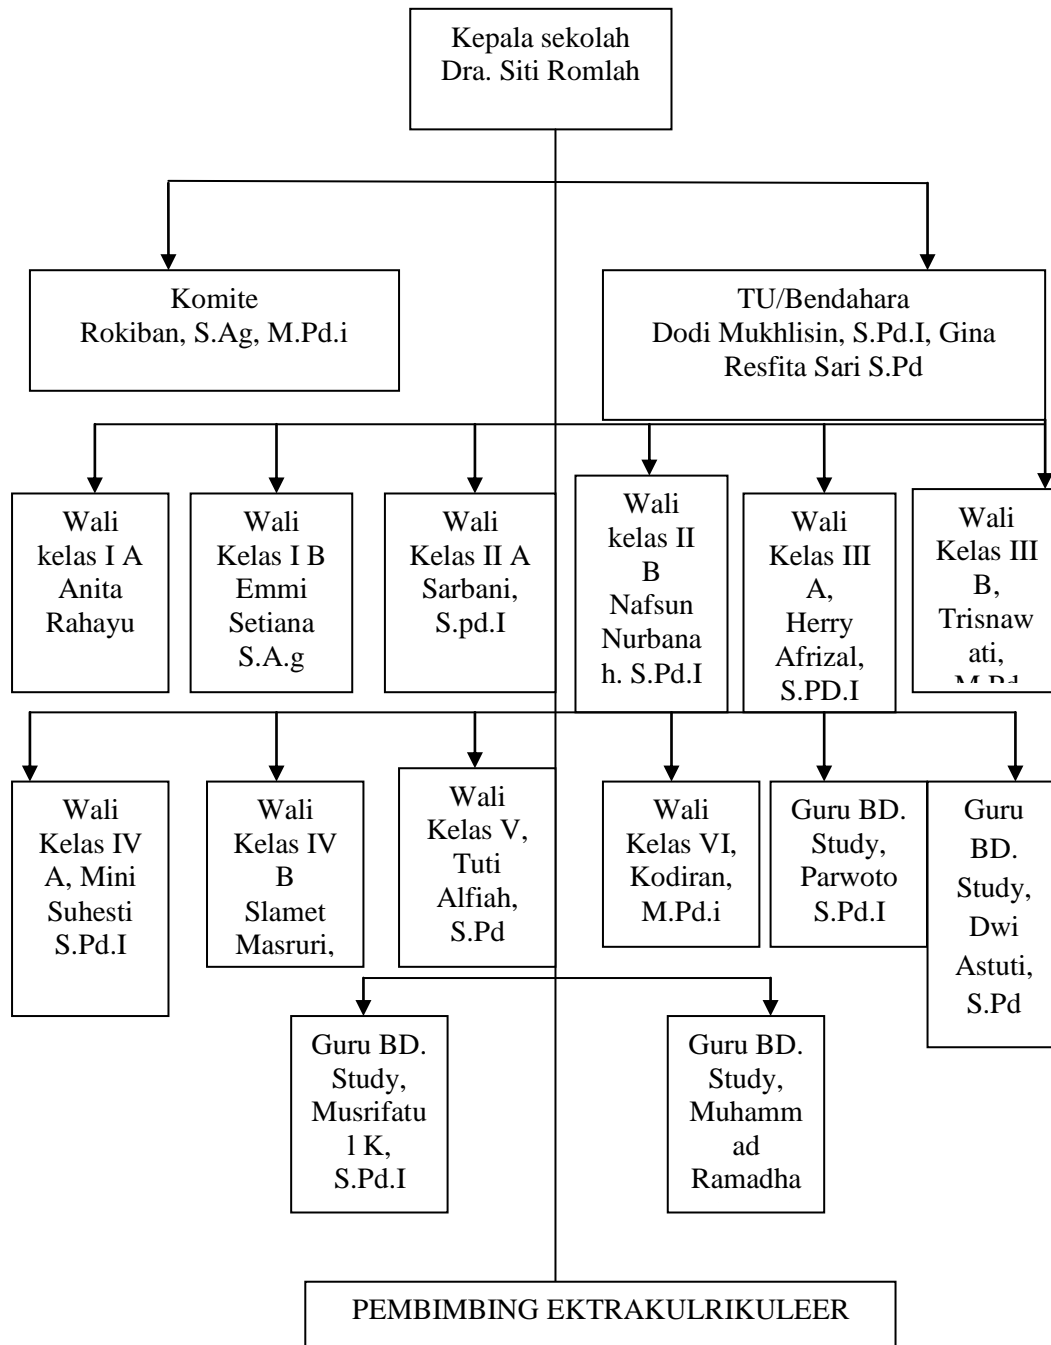 Kepala sekolah
Dra. Siti Romlah
Komite
Rokiban, S.Ag, M.Pd.i
TU/Bendahara
Dodi Mukhlisin, S.Pd.I, Gina
Resfita Sari S.Pd
Wali
kelas I A
Anita
Rahayu
Wali
Kelas I B
Emmi
Setiana
S.A.g
Wali
Kelas II A
Sarbani,
S.pd.I
Wali
kelas II
B
Nafsun
Nurbana
h. S.Pd.I
Wali
Kelas III
A,
Herry
Afrizal,
S.PD.I
Wali
Kelas III
B,
Trisnaw
ati,
M.Pd
Wali
Kelas IV
A, Mini
Suhesti
S.Pd.I
Wali
Kelas IV
B
Slamet
Masruri,
Wali
Kelas V,
Tuti
Alfiah,
S.Pd
Wali
Kelas VI,
Kodiran,
M.Pd.i
Guru BD.
Study,
Parwoto
S.Pd.I
Guru
BD.
Study,
Dwi
Astuti,
S.Pd
Guru BD.
Study,
Musrifatu
l K,
S.Pd.I
Guru BD.
Study,
Muhamm
ad
Ramadha
PEMBIMBING EKTRAKULRIKULEER